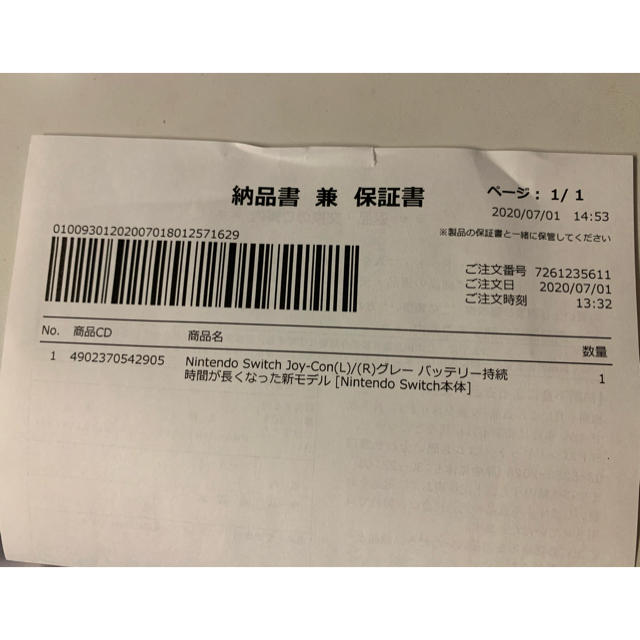 納品書 兼 保証書
ページ: 1/ 1
2020/07/01 14:53
※製品の保証書と一緒に保管してください
01009301202007018012571629
ご注文番号 7261235611
ご注文日 2020/07/01
ご注文時刻 13:32
No. 商品CD 商品名 数量
1 4902370542905 Nintendo Switch Joy-Con(L)/(R)グレー バッテリー持続 1
時間が長くなった新モデル [Nintendo Switch本体]